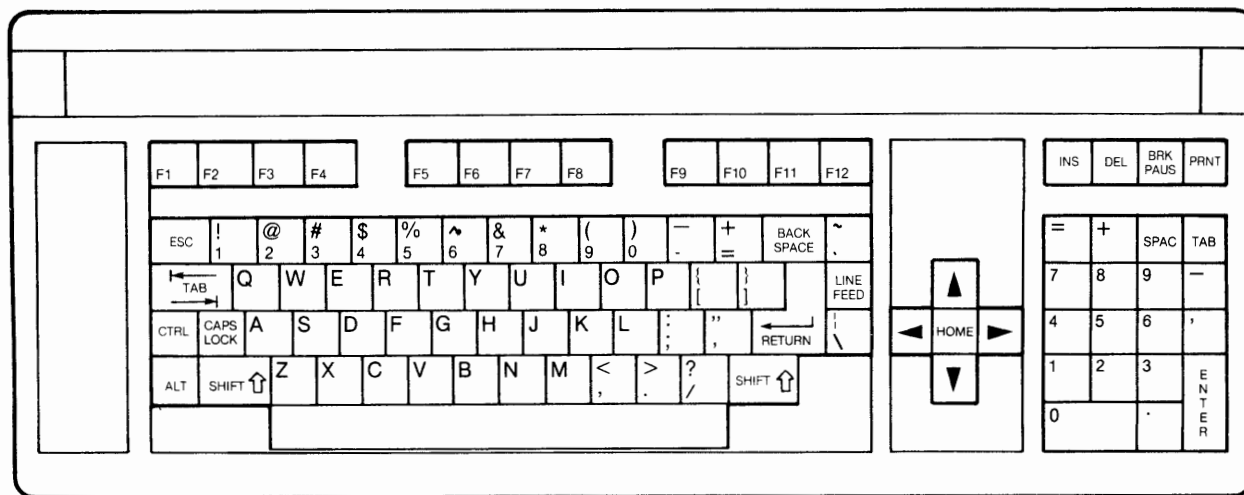 F1 F2 F3 F4 F5 F6 F7 F8 F9 F10 F11 F12 INS DEL BRK PAUS PRNT
ESC ! 1 @ 2 # 3 $ 4 % 5 ^ 6 & 7 * 8 ( 9 ) 0 — - + = BACK SPACE ~ ` = + SPAC TAB
TAB Q W E R T Y U I O P { [ } ] LINE FEED 7 8 9 —
CTRL CAPS LOCK A S D F G H J K L : ; " , RETURN ¦ \ HOME 4 5 6 ,
ALT SHIFT Z X C V B N M < , > . ? / SHIFT 1 2 3 ENTER
0 .